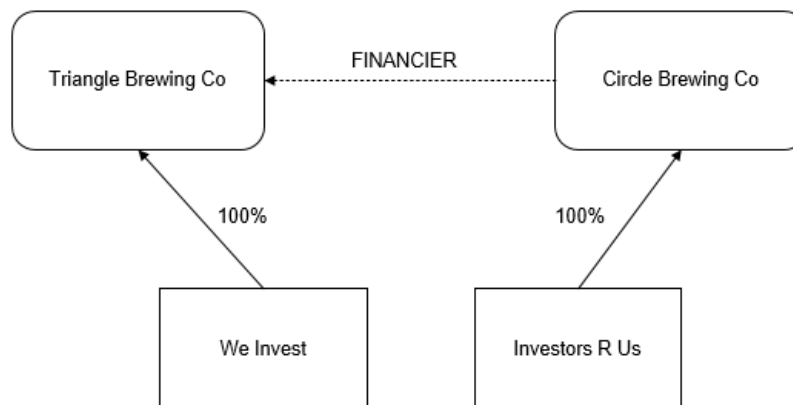 FINANCIER
Triangle Brewing Co
Circle Brewing Co
100%
100%
We Invest
Investors R Us